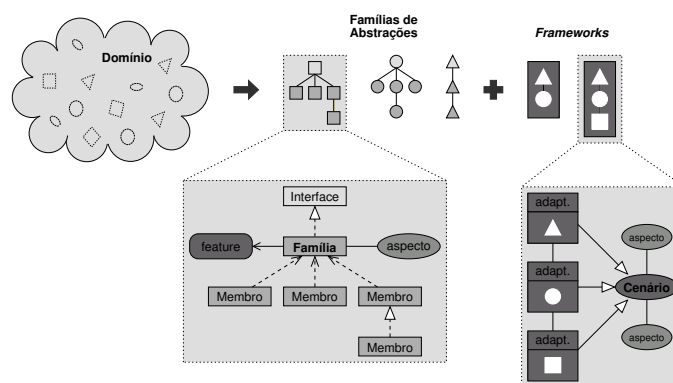 Domínio
Famílias de
Abstrações
Frameworks
Interface
feature
Família
aspecto
Membro
Membro
Membro
Membro
adapt.
adapt.
adapt.
aspecto
Cenário
aspecto